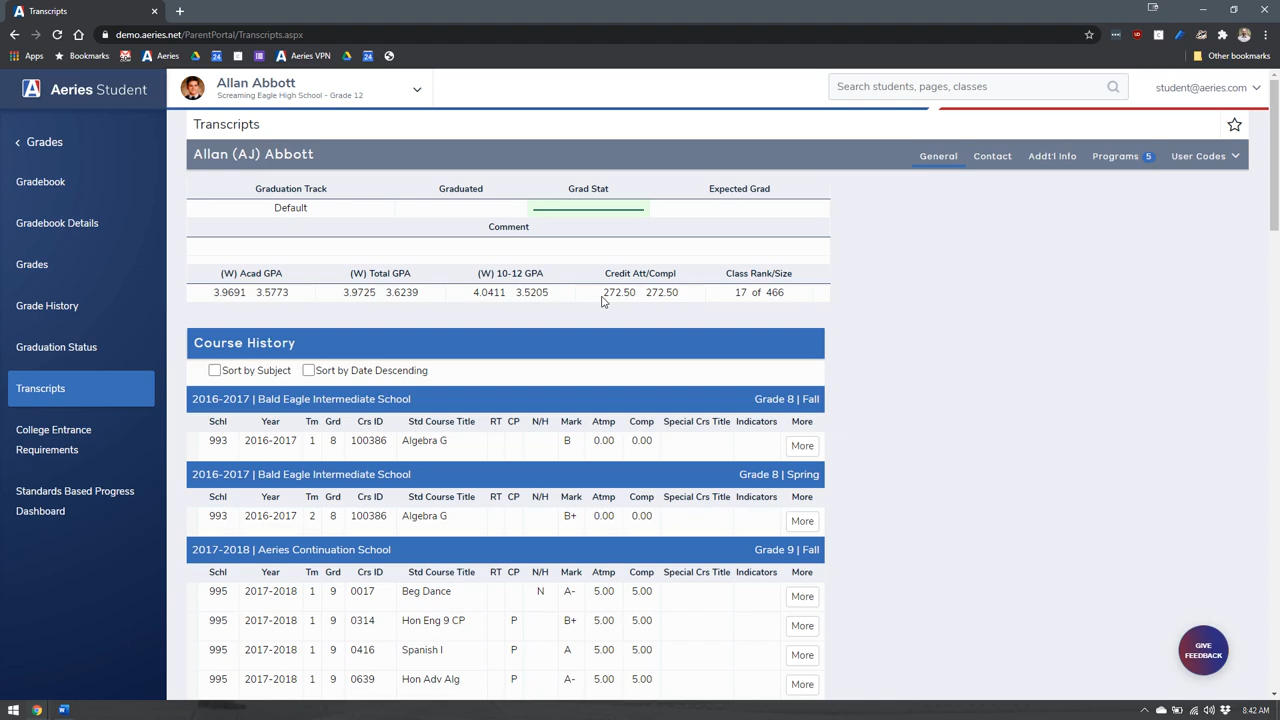 Transcripts
demo.aeries.net/ParentPortal/Transcripts.aspx
Apps Bookmarks Aeries 24 Aeries VPN 24 Other bookmarks
Aeries Student
Allan Abbott
Screaming Eagle High School - Grade 12
Search students, pages, classes
student@aeries.com
Grades
Gradebook
Gradebook Details
Grades
Grade History
Graduation Status
Transcripts
College Entrance
Requirements
Standards Based Progress
Dashboard
Transcripts
Allan (AJ) Abbott
General Contact Addt'l Info Programs 5 User Codes
Graduation Track Graduated Grad Stat Expected Grad
Default
Comment
(W) Acad GPA (W) Total GPA (W) 10-12 GPA Credit Att/Compl Class Rank/Size
3.9691 3.5773 3.9725 3.6239 4.0411 3.5205 272.50 272.50 17 of 466
Course History
Sort by Subject Sort by Date Descending
2016-2017 | Bald Eagle Intermediate School Grade 8 | Fall
Schl Year Tm Grd Crs ID Std Course Title RT CP N/H Mark Atmp Comp Special Crs Title Indicators More
993 2016-2017 1 8 100386 Algebra G B 0.00 0.00 More
2016-2017 | Bald Eagle Intermediate School Grade 8 | Spring
Schl Year Tm Grd Crs ID Std Course Title RT CP N/H Mark Atmp Comp Special Crs Title Indicators More
993 2016-2017 2 8 100386 Algebra G B+ 0.00 0.00 More
2017-2018 | Aeries Continuation School Grade 9 | Fall
Schl Year Tm Grd Crs ID Std Course Title RT CP N/H Mark Atmp Comp Special Crs Title Indicators More
995 2017-2018 1 9 0017 Beg Dance N A- 5.00 5.00 More
995 2017-2018 1 9 0314 Hon Eng 9 CP P B+ 5.00 5.00 More
995 2017-2018 1 9 0416 Spanish I P A 5.00 5.00 More
995 2017-2018 1 9 0639 Hon Adv Alg P A- 5.00 5.00 More
GIVE
FEEDBACK
8:42 AM